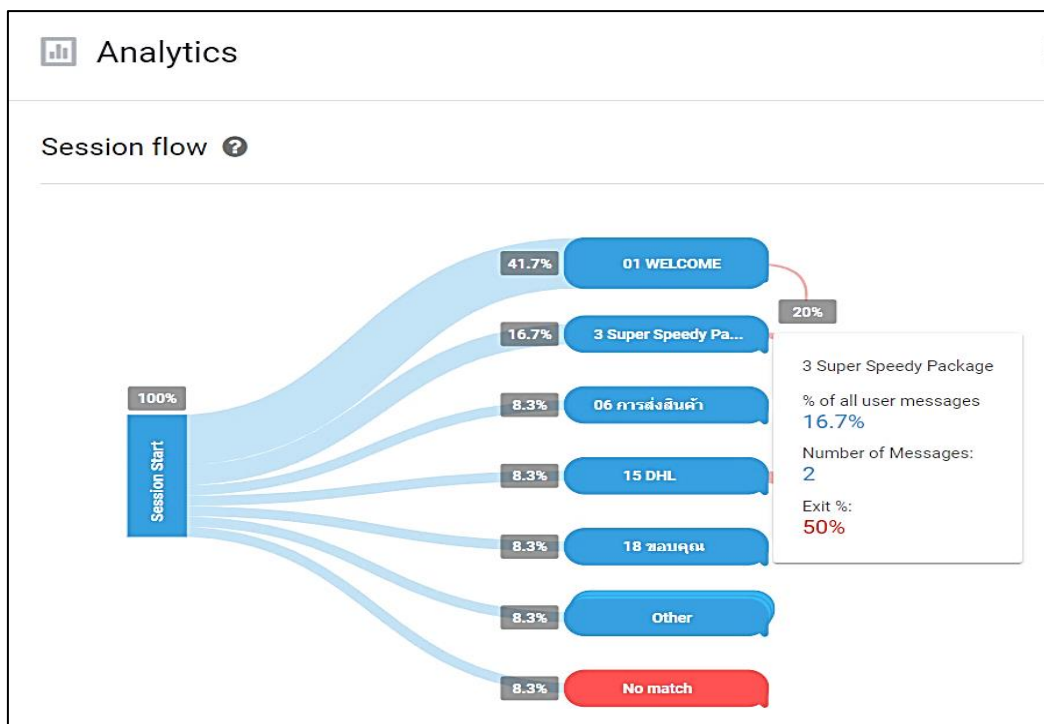 Analytics
Session flow ?
100%
Session Start
41.7%
01 WELCOME
20%
16.7%
3 Super Speedy Pa...
8.3%
06 การส่งสินค้า
8.3%
15 DHL
8.3%
18 ขอบคุณ
8.3%
Other
8.3%
No match
3 Super Speedy Package
% of all user messages
16.7%
Number of Messages:
2
Exit %:
50%